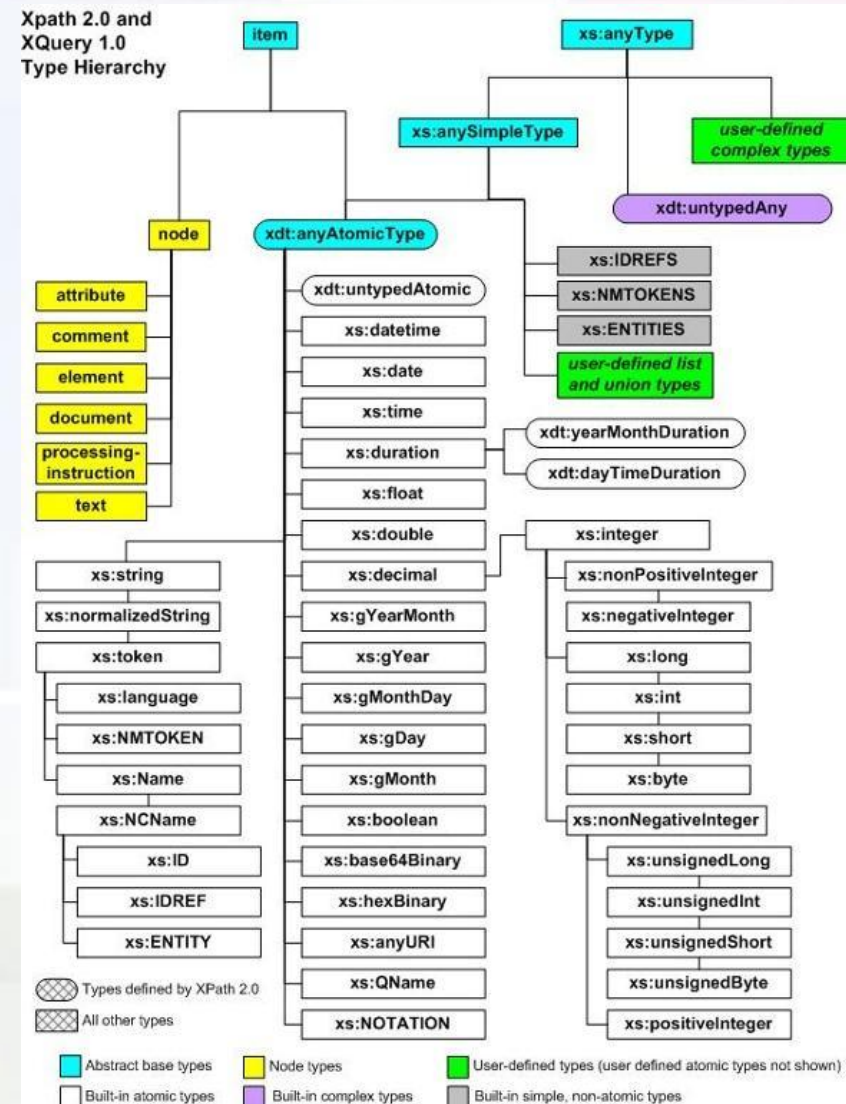 Xpath 2.0 and
XQuery 1.0
Type Hierarchy
item
xs:anyType
xs:anySimpleType
user-defined
complex types
xdt:untypedAny
node
xdt:anyAtomicType
xs:IDREFS
xs:NMTOKENS
xs:ENTITIES
user-defined list
and union types
attribute
comment
element
document
processing-
instruction
text
xdt:untypedAtomic
xs:datetime
xs:date
xs:time
xs:duration
xdt:yearMonthDuration
xdt:dayTimeDuration
xs:float
xs:double
xs:decimal
xs:gYearMonth
xs:gYear
xs:gMonthDay
xs:gDay
xs:gMonth
xs:boolean
xs:base64Binary
xs:hexBinary
xs:anyURI
xs:QName
xs:NOTATION
xs:string
xs:normalizedString
xs:token
xs:language
xs:NMTOKEN
xs:Name
xs:NCName
xs:ID
xs:IDREF
xs:ENTITY
xs:integer
xs:nonPositiveInteger
xs:negativeInteger
xs:long
xs:int
xs:short
xs:byte
xs:nonNegativeInteger
xs:unsignedLong
xs:unsignedInt
xs:unsignedShort
xs:unsignedByte
xs:positiveInteger
Types defined by XPath 2.0
All other types
Abstract base types
Node types
User-defined types (user defined atomic types not shown)
Built-in atomic types
Built-in complex types
Built-in simple, non-atomic types